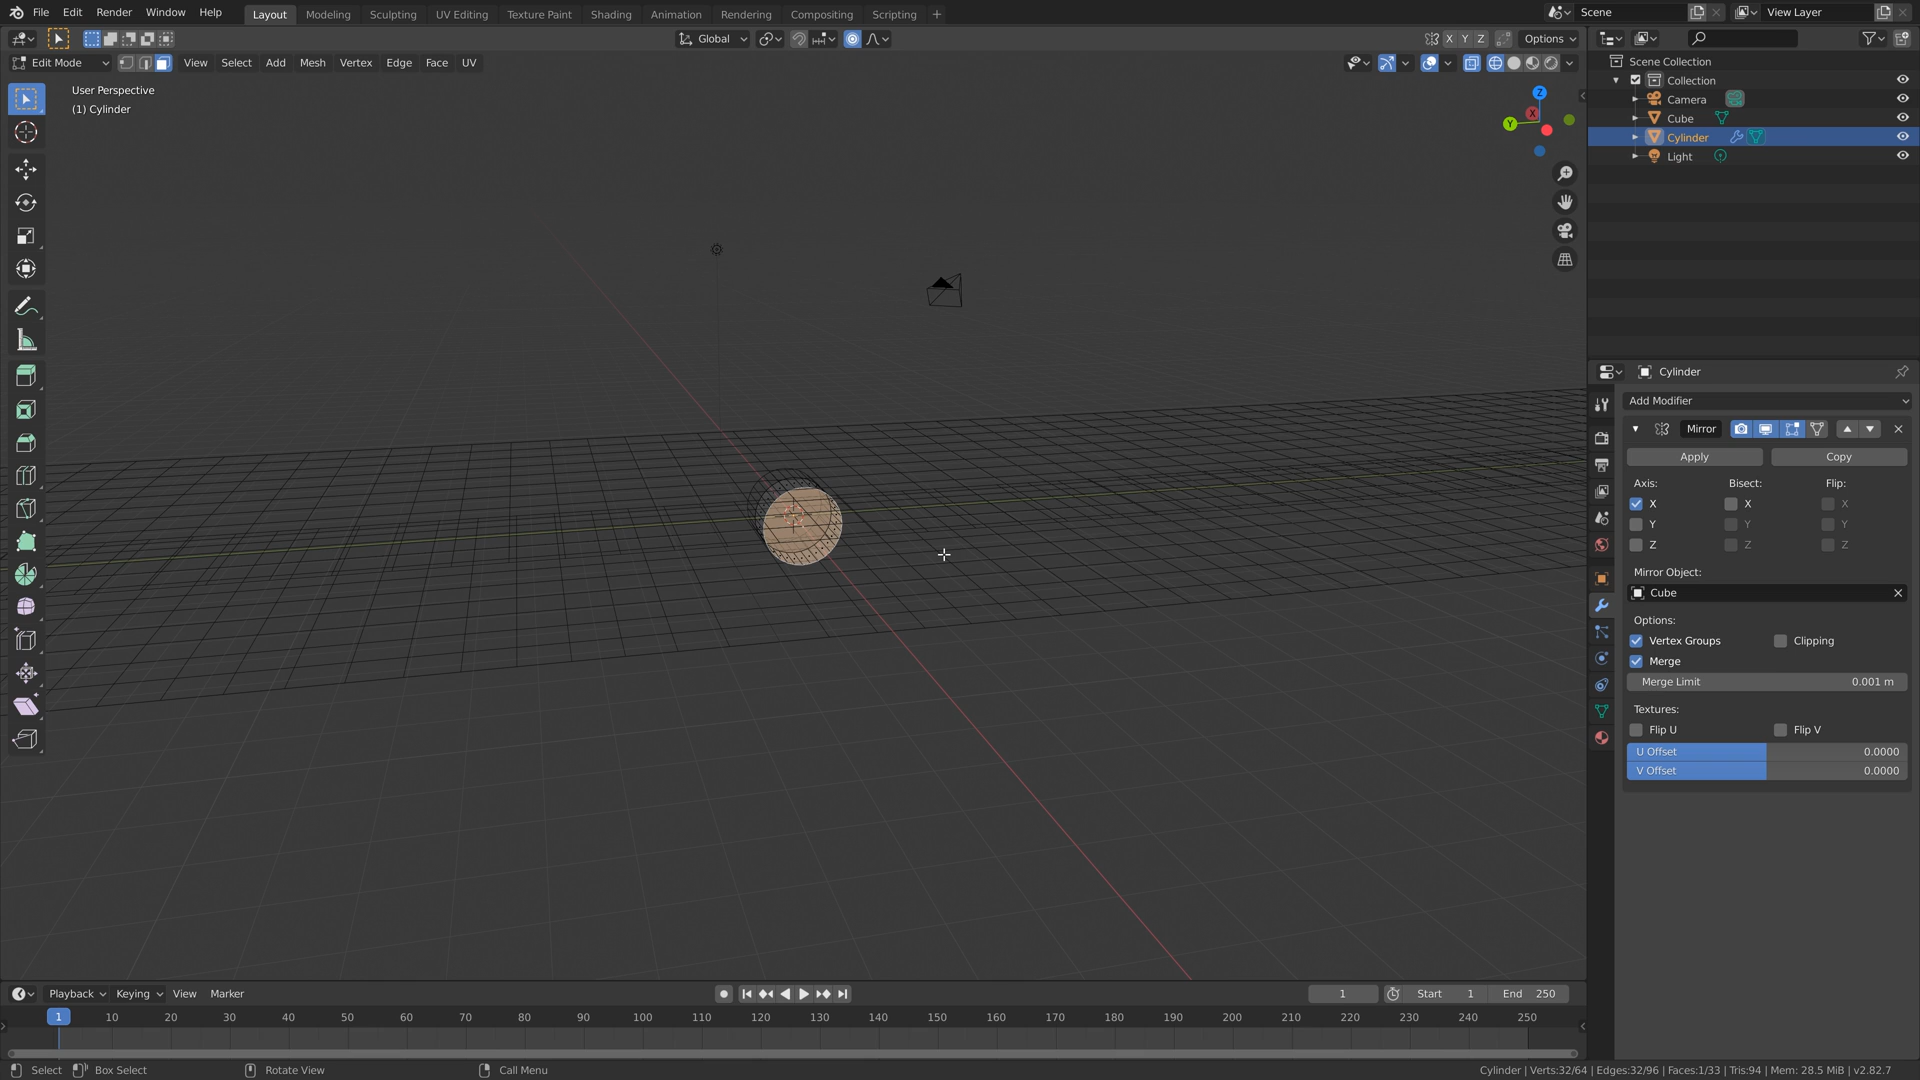 File Edit Render Window Help Layout Modeling Sculpting UV Editing Texture Paint Shading Animation Rendering Compositing Scripting + Scene View Layer
Global X Y Z Options
Edit Mode View Select Add Mesh Vertex Edge Face UV
User Perspective
(1) Cylinder
Z
X
Y
Scene Collection
Collection
Camera
Cube
Cylinder
Light
Cylinder
Add Modifier
Mirror
Apply Copy
Axis: Bisect: Flip:
X X X
Y Y Y
Z Z Z
Mirror Object:
Cube
Options:
Vertex Groups Clipping
Merge
Merge Limit 0.001 m
Textures:
Flip U Flip V
U Offset 0.0000
V Offset 0.0000
Playback Keying View Marker 1 Start 1 End 250
1 10 20 30 40 50 60 70 80 90 100 110 120 130 140 150 160 170 180 190 200 210 220 230 240 250
Select Box Select Rotate View Call Menu Cylinder | Verts:32/64 | Edges:32/96 | Faces:1/33 | Tris:94 | Mem: 28.5 MiB | v2.82.7